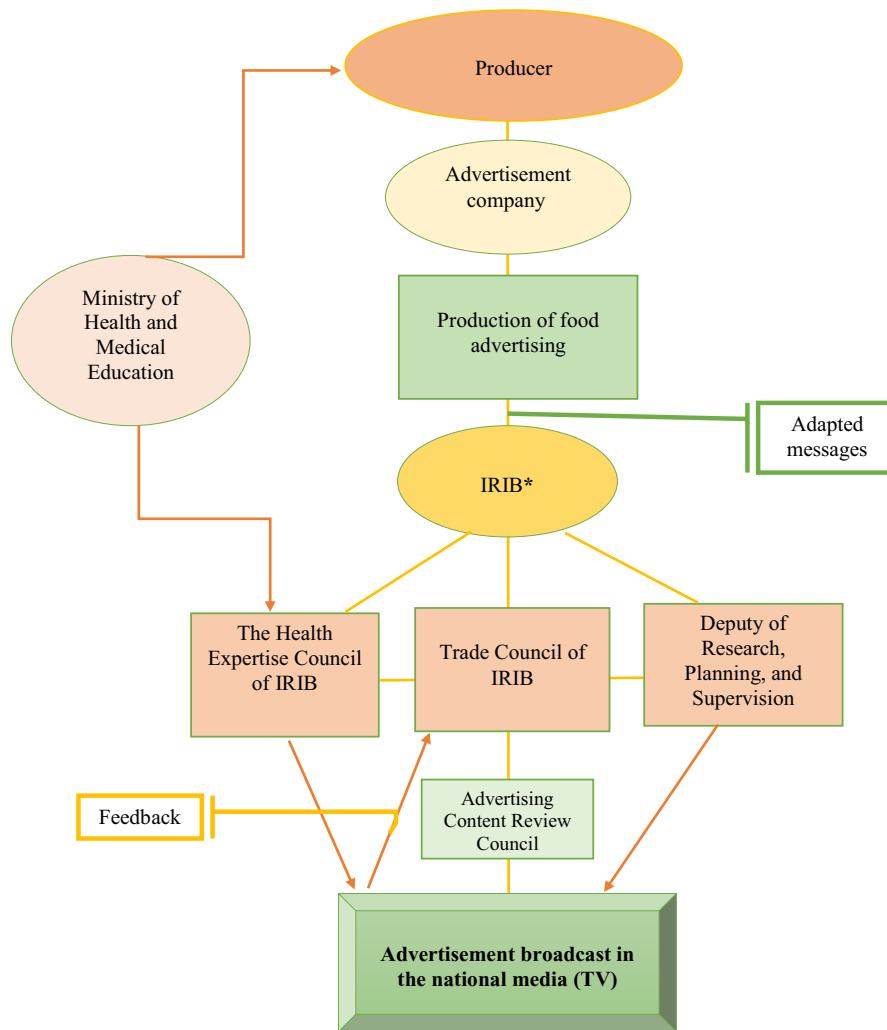 Producer
Advertisement
company
Ministry of
Health and
Medical
Education
Production of food
advertising
Adapted
messages
IRIB*
The Health
Expertise Council
of IRIB
Trade Council of
IRIB
Deputy of
Research,
Planning, and
Supervision
Feedback
Advertising
Content Review
Council
Advertisement broadcast in
the national media (TV)